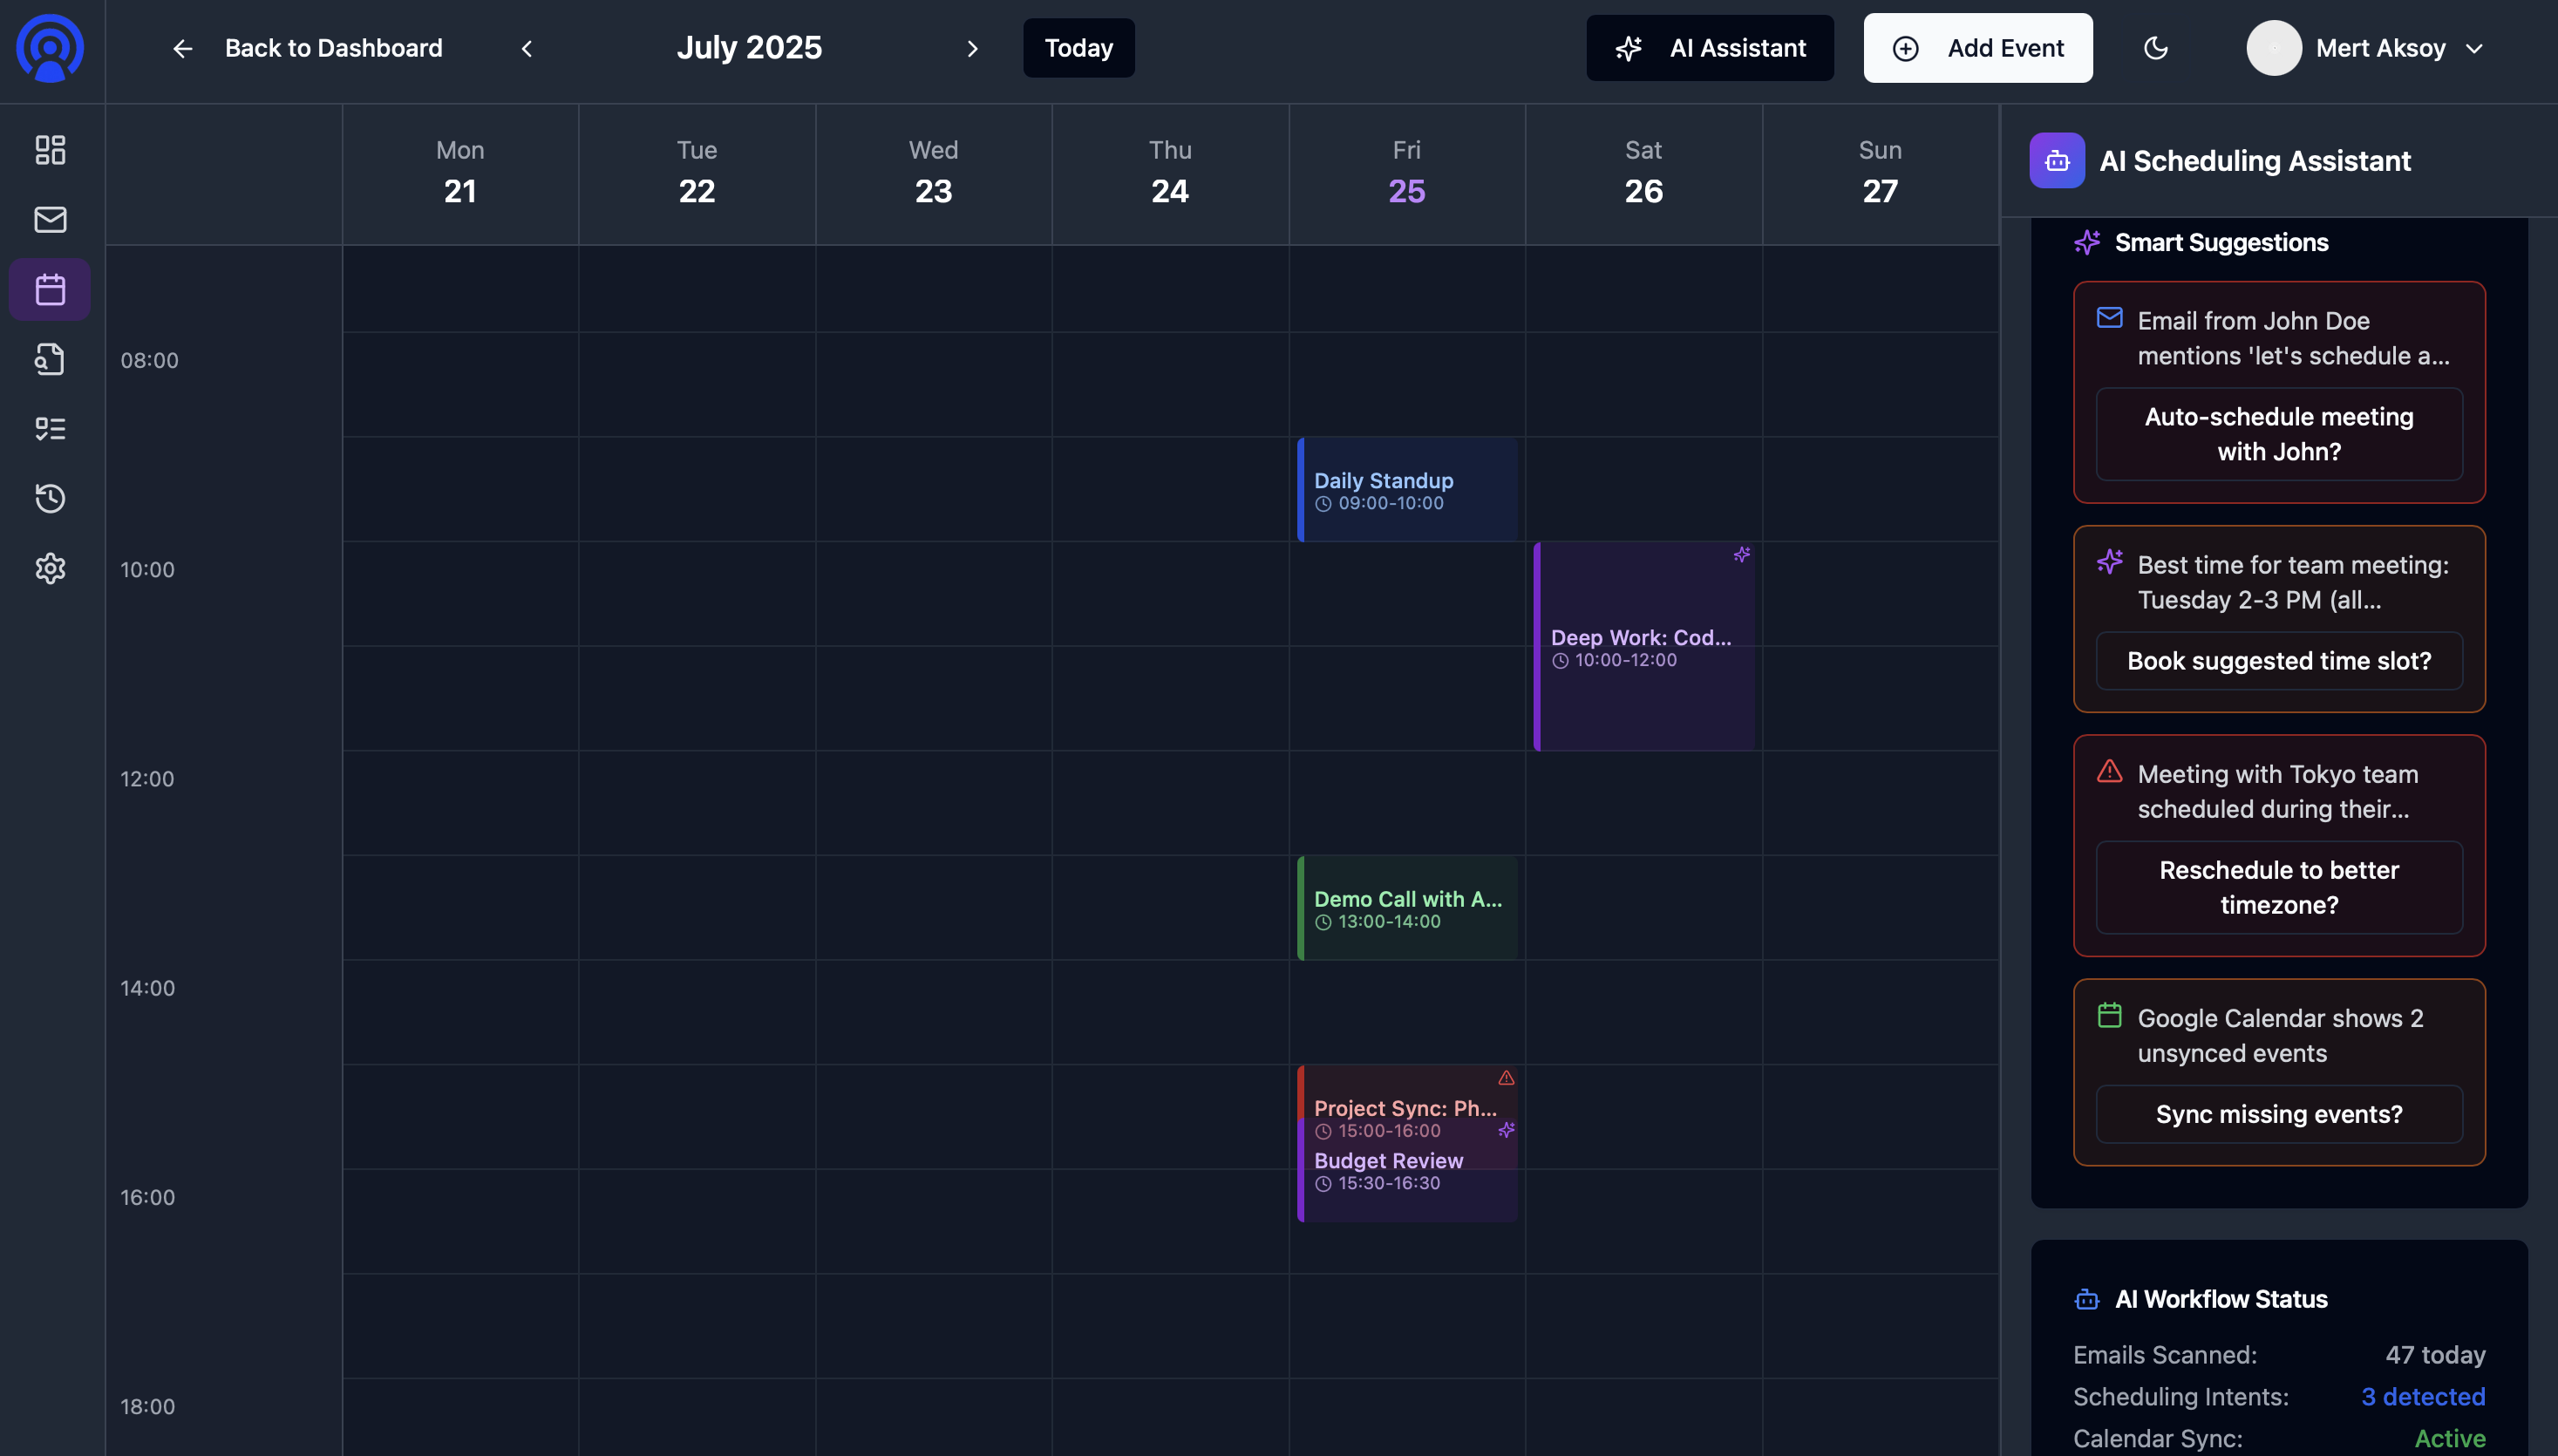 Back to Dashboard
July 2025
Today
AI Assistant
Add Event
Mert Aksoy
Mon
21
Tue
22
Wed
23
Thu
24
Fri
25
Sat
26
Sun
27
08:00
10:00
12:00
14:00
16:00
18:00
Daily Standup
09:00-10:00
Deep Work: Cod...
10:00-12:00
Demo Call with A...
13:00-14:00
Project Sync: Ph...
15:00-16:00
Budget Review
15:30-16:30
AI Scheduling Assistant
Smart Suggestions
Email from John Doe
mentions 'let's schedule a...
Auto-schedule meeting
with John?
Best time for team meeting:
Tuesday 2-3 PM (all...
Book suggested time slot?
Meeting with Tokyo team
scheduled during their...
Reschedule to better
timezone?
Google Calendar shows 2
unsynced events
Sync missing events?
AI Workflow Status
Emails Scanned: 47 today
Scheduling Intents: 3 detected
Calendar Sync: Active